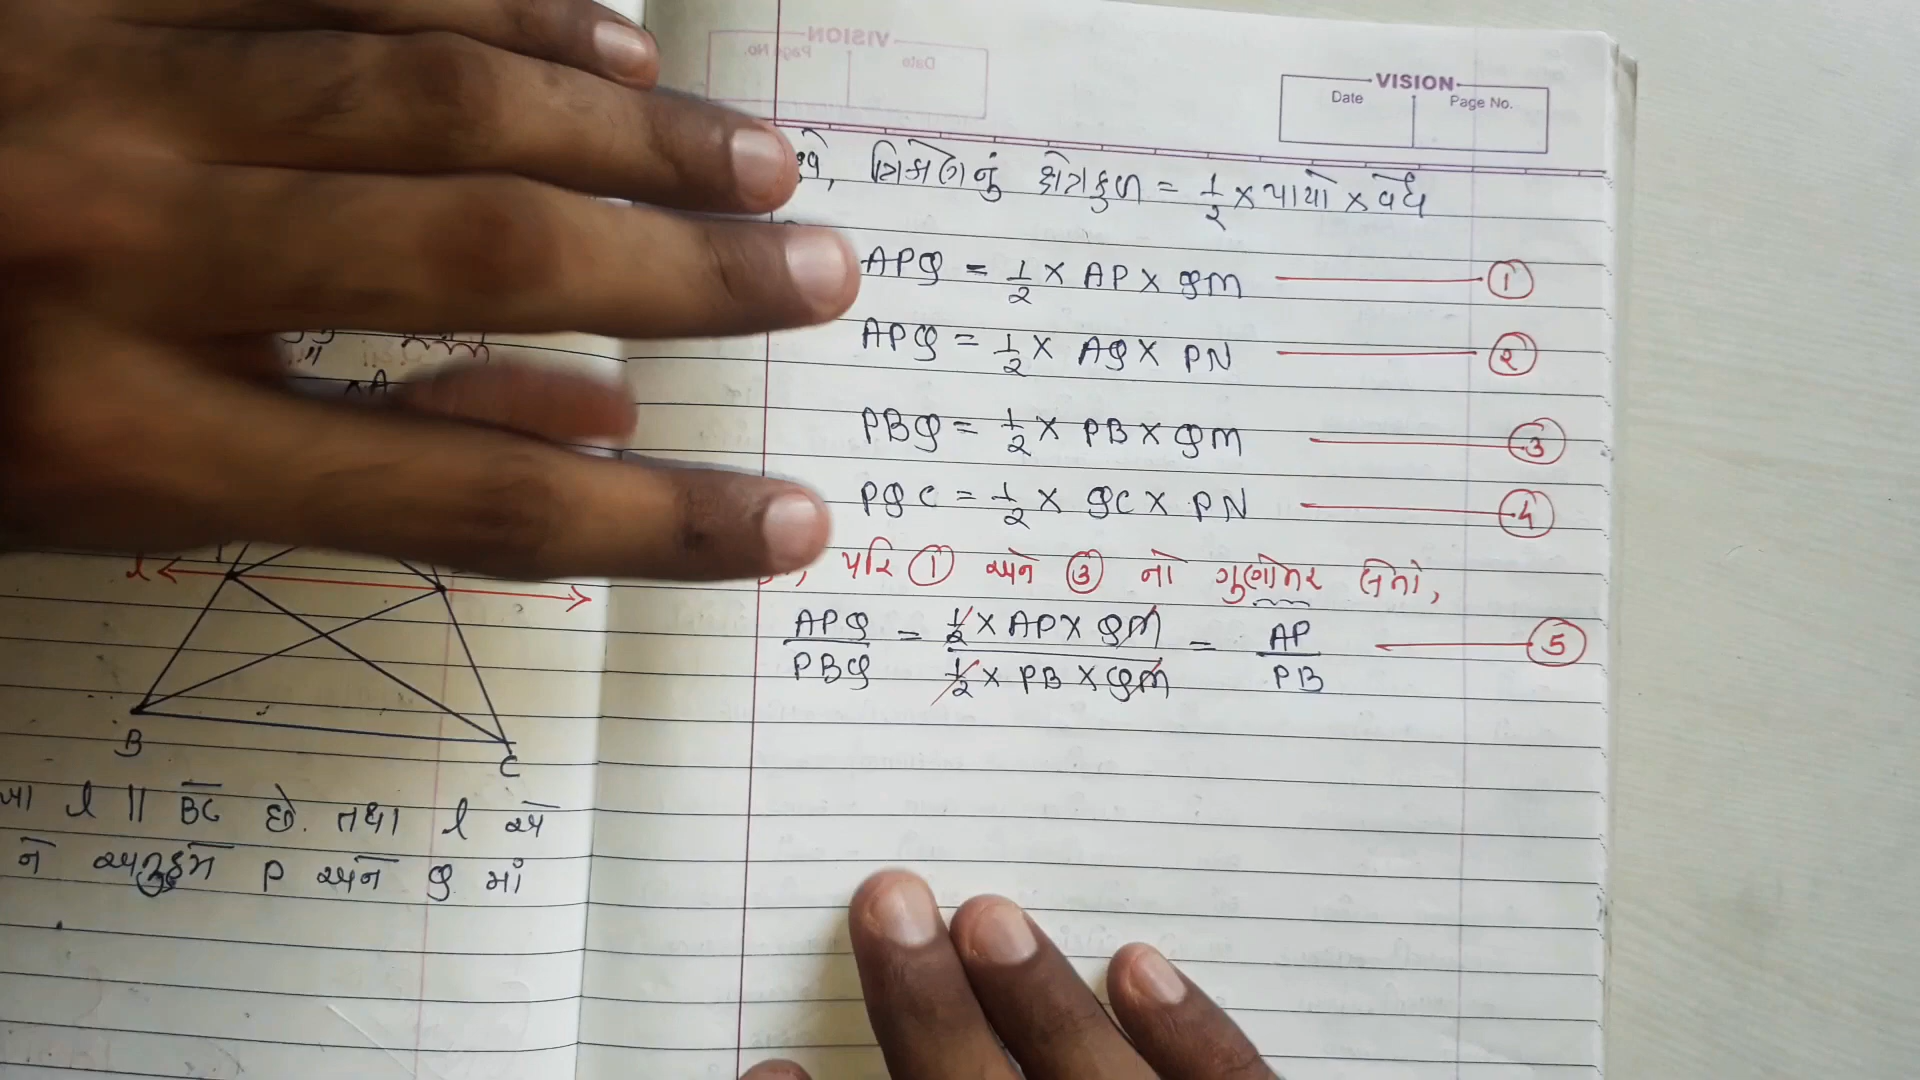 A
l
B
C
l || BC છે. તથા l એ
ને અનુક્રમે P અને Q માં
VISION
Date Page No.
ત્રિકોણનું ક્ષેત્રફળ = 1/2 × પાયો × વેધ
APQ = 1/2 × AP × QM ——— ①
APQ = 1/2 × AQ × PN ——— ②
PBQ = 1/2 × PB × QM ——— ③
PQC = 1/2 × QC × PN ——— ④
પરિ ① અને ③ નો ગુણોત્તર લેતાં,
APQ/PBQ = (1/2 × AP × QM)/(1/2 × PB × QM) = AP/PB ——— ⑤